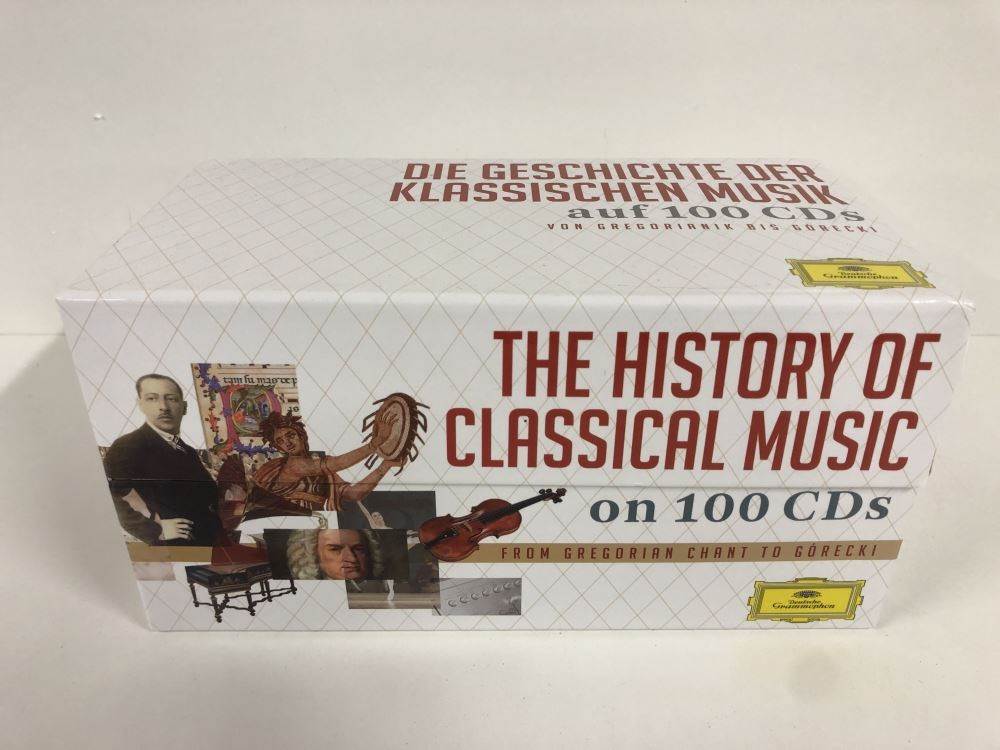 DIE GESCHICHTE DER
KLASSISCHEN MUSIK
auf 100 CDs
VON GREGORIANIK BIS GÓRECKI
Deutsche
Grammophon
THE HISTORY OF
CLASSICAL MUSIC
on 100 CDs
FROM GREGORIAN CHANT TO GÓRECKI
Deutsche
Grammophon